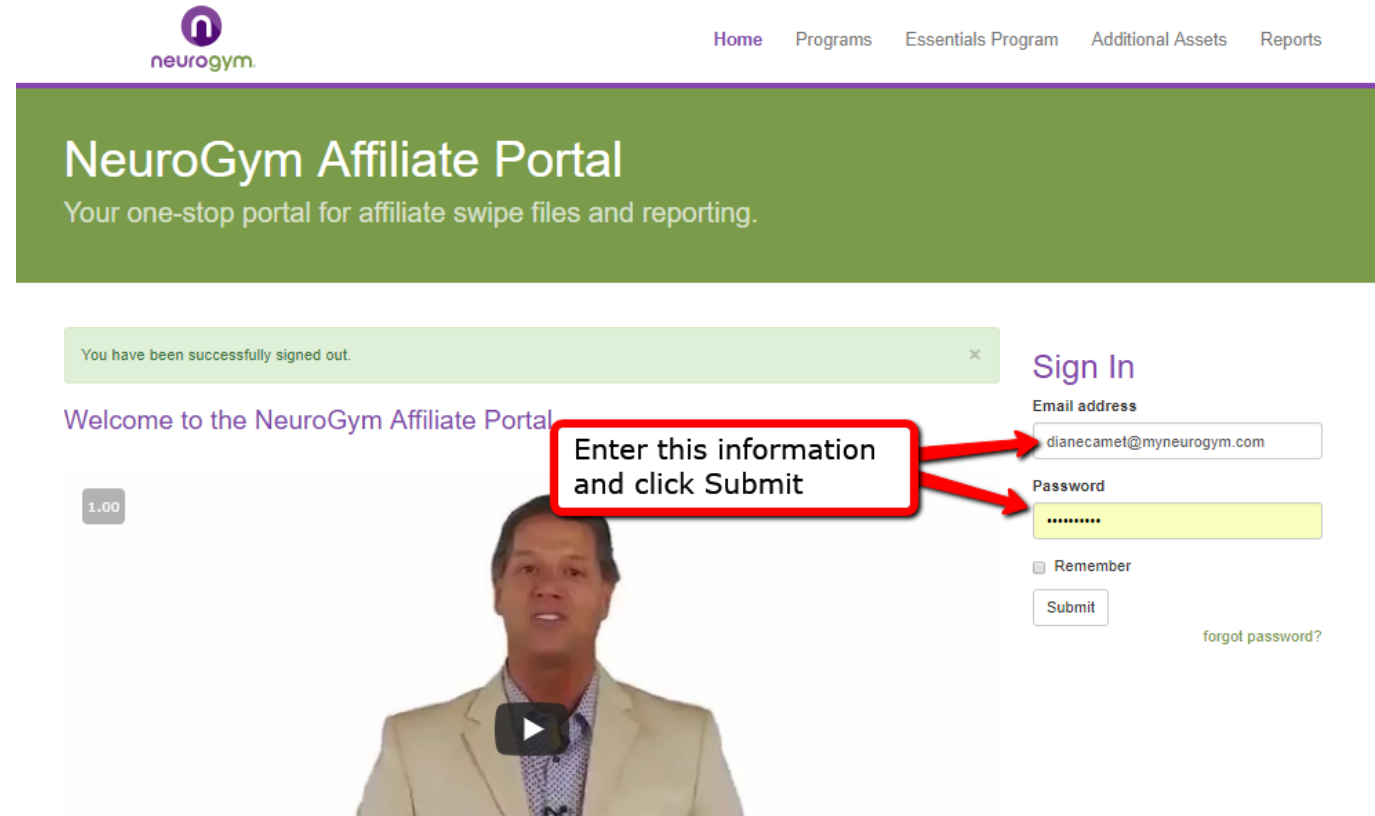 neurogym.
Home Programs Essentials Program Additional Assets Reports
NeuroGym Affiliate Portal
Your one-stop portal for affiliate swipe files and reporting.
You have been successfully signed out. ×
Welcome to the NeuroGym Affiliate Portal
1.00
Enter this information
and click Submit
Sign In
Email address
dianecamet@myneurogym.com
Password
••••••••••
Remember
Submit
forgot password?